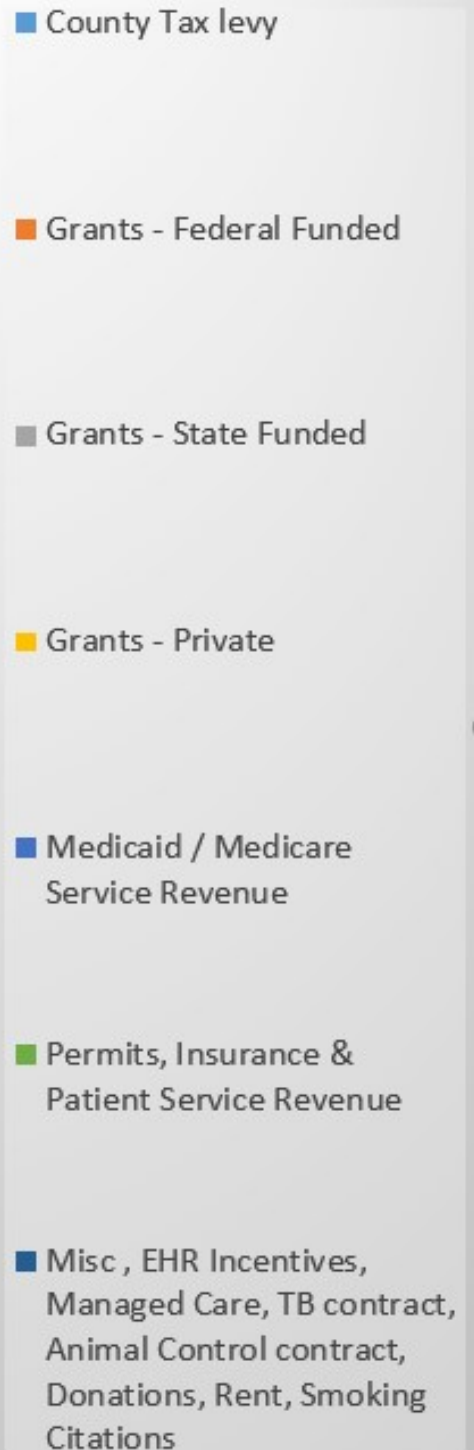 County Tax levy
Grants - Federal Funded
Grants - State Funded
Grants - Private
Medicaid / Medicare
Service Revenue
Permits, Insurance &
Patient Service Revenue
Misc , EHR Incentives,
Managed Care, TB contract,
Animal Control contract,
Donations, Rent, Smoking
Citations